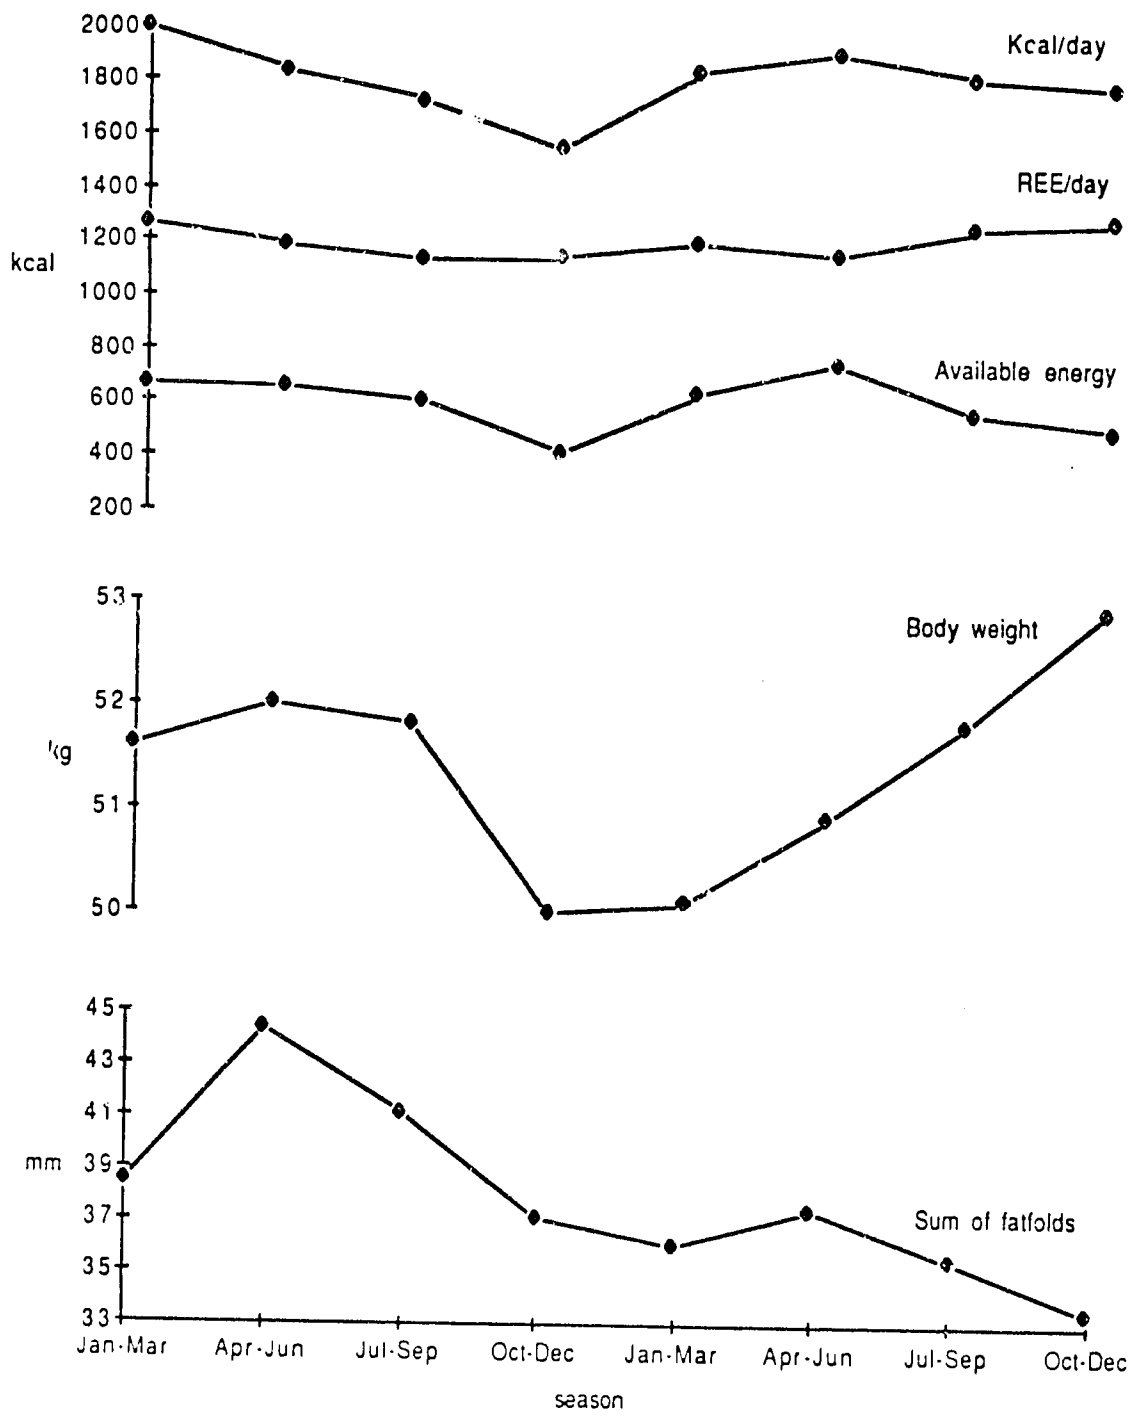 2000
Kcal/day
1800
1600
1400
REE/day
1200
kcal
1000
800
Available energy
600
400
200
53
Body weight
52
kg
51
50
45
43
41
mm 39
37
Sum of fatfolds
35
33
Jan-Mar Apr-Jun Jul-Sep Oct-Dec Jan-Mar Apr-Jun Jul-Sep Oct-Dec
season